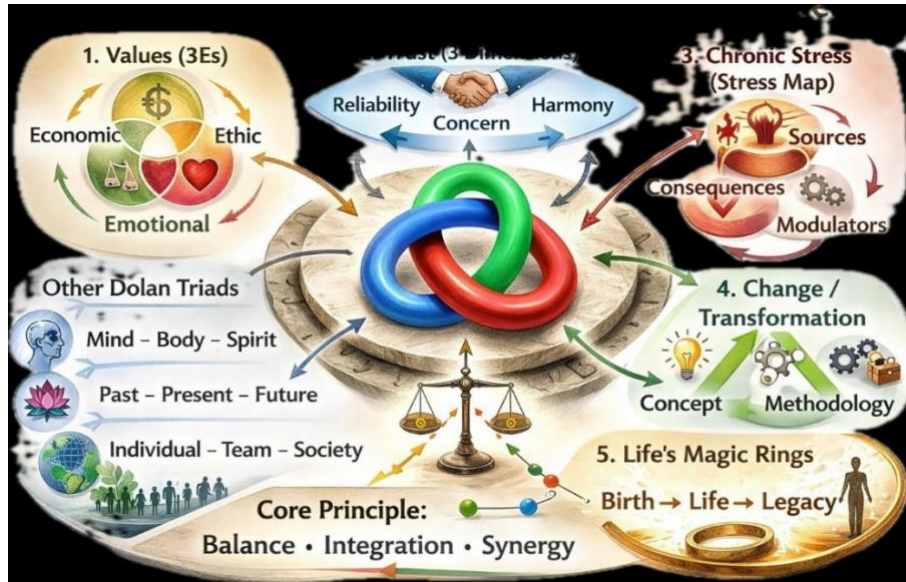 1. Values (3Es)
Economic
Ethic
Emotional
Reliability
Concern
Harmony
3. Chronic Stress
(Stress Map)
Sources
Consequences
Modulators
Other Dolan Triads
Mind – Body – Spirit
Past – Present – Future
Individual – Team – Society
4. Change /
Transformation
Concept
Methodology
5. Life's Magic Rings
Birth → Life → Legacy
Core Principle:
Balance · Integration · Synergy